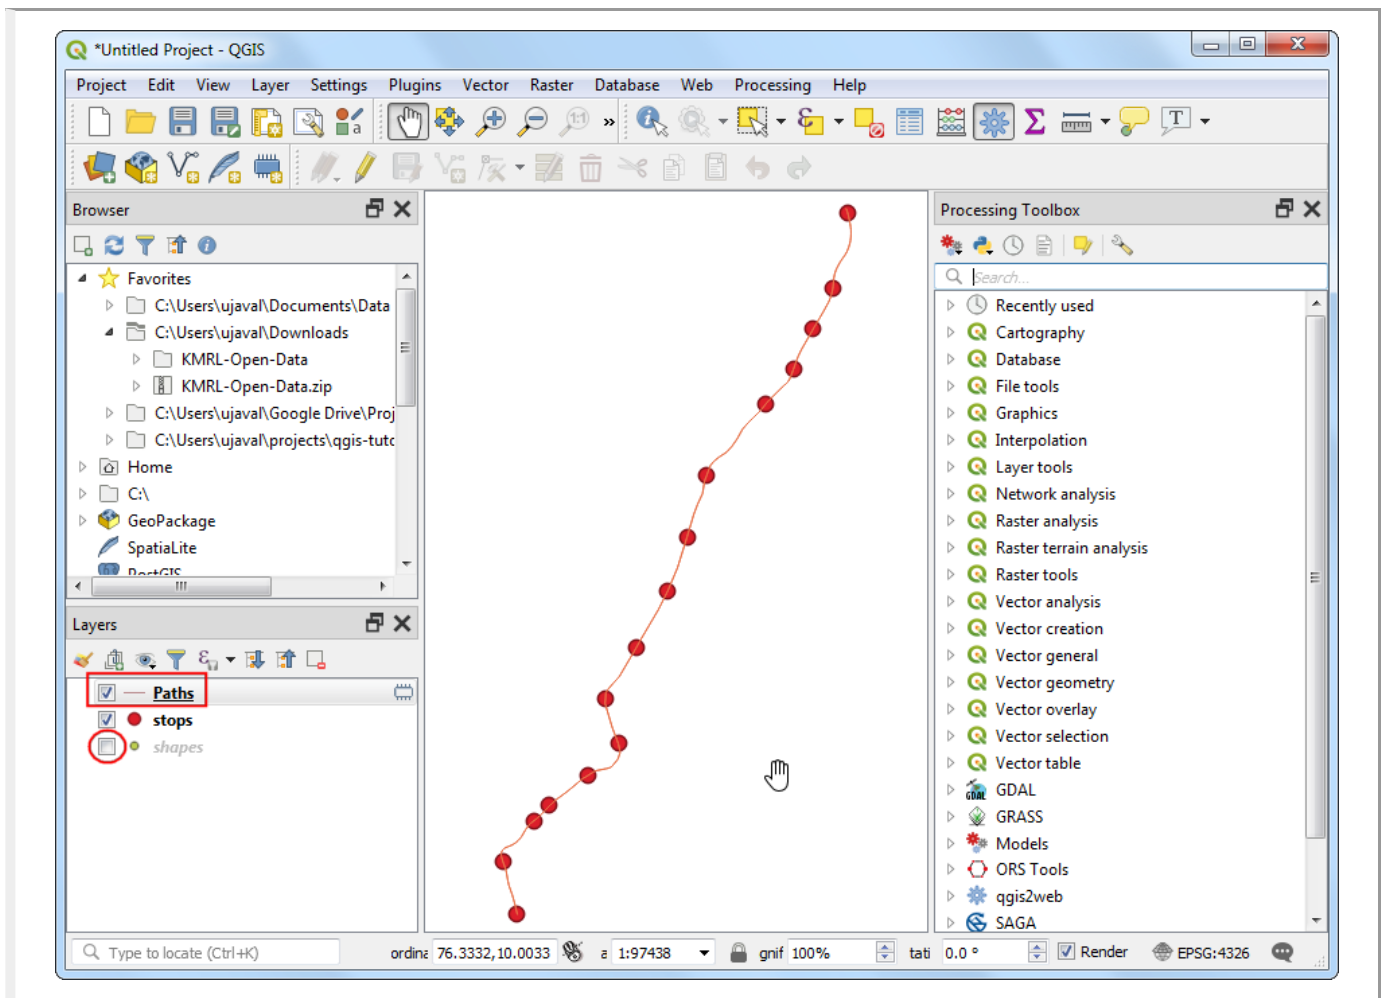 *Untitled Project - QGIS
Project Edit View Layer Settings Plugins Vector Raster Database Web Processing Help
Browser
Favorites
C:\Users\ujaval\Documents\Data
C:\Users\ujaval\Downloads
KMRL-Open-Data
KMRL-Open-Data.zip
C:\Users\ujaval\Google Drive\Proj
C:\Users\ujaval\projects\qgis-tutc
Home
C:\
GeoPackage
SpatiaLite
PostGIS
Layers
Paths
stops
shapes
Processing Toolbox
Search...
Recently used
Cartography
Database
File tools
Graphics
Interpolation
Layer tools
Network analysis
Raster analysis
Raster terrain analysis
Raster tools
Vector analysis
Vector creation
Vector general
Vector geometry
Vector overlay
Vector selection
Vector table
GDAL
GRASS
Models
ORS Tools
qgis2web
SAGA
Type to locate (Ctrl+K) ordina 76.3332,10.0033 a 1:97438 gnif 100% tati 0.0 ° Render EPSG:4326